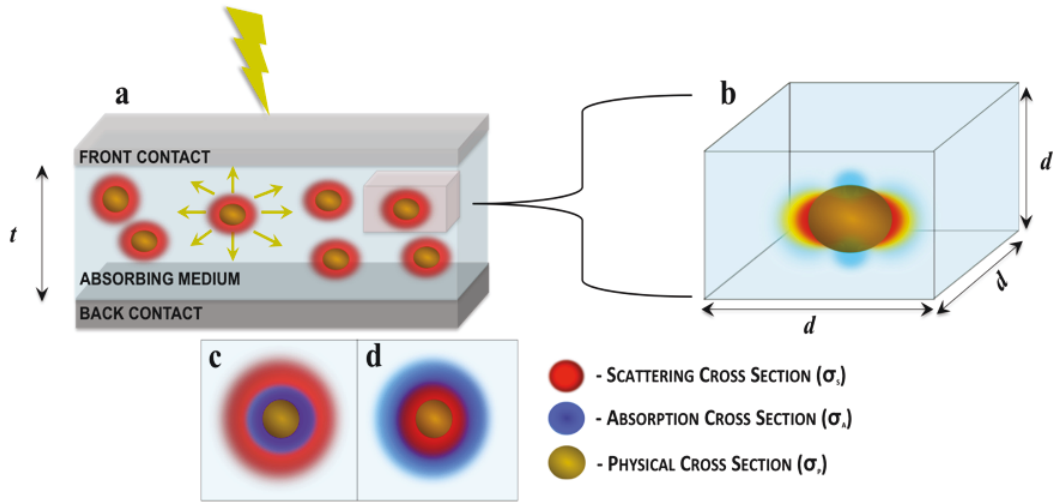 a
FRONT CONTACT
t
ABSORBING MEDIUM
BACK CONTACT
b
d
d
d
c
d
- SCATTERING CROSS SECTION (σs)
- ABSORPTION CROSS SECTION (σA)
- PHYSICAL CROSS SECTION (σP)